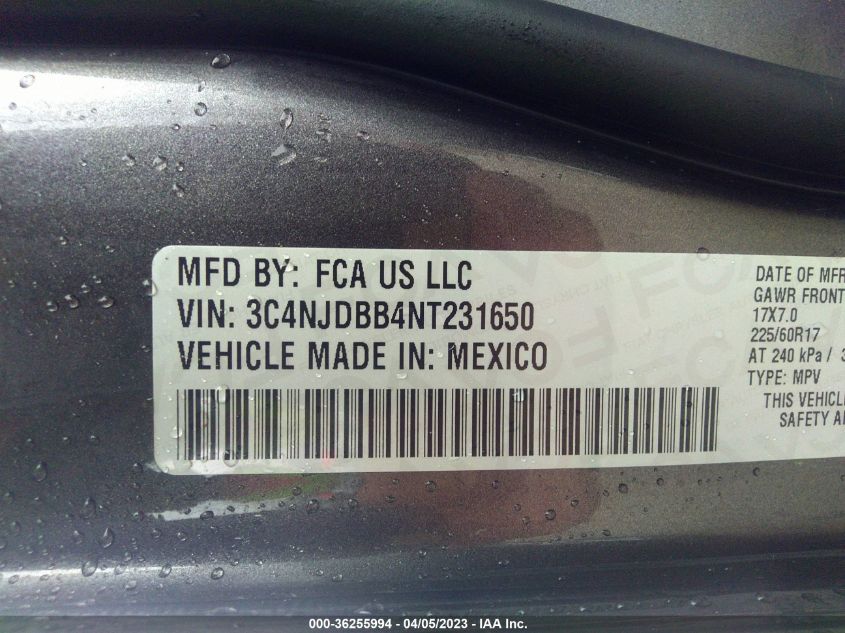 MFD BY: FCA US LLC
VIN: 3C4NJDBB4NT231650
VEHICLE MADE IN: MEXICO
DATE OF MFR
GAWR FRONT
17X7.0
225/60R17
AT 240 kPa / 3
TYPE: MPV
THIS VEHICL
SAFETY A
000-36255994 - 04/05/2023 - IAA Inc.